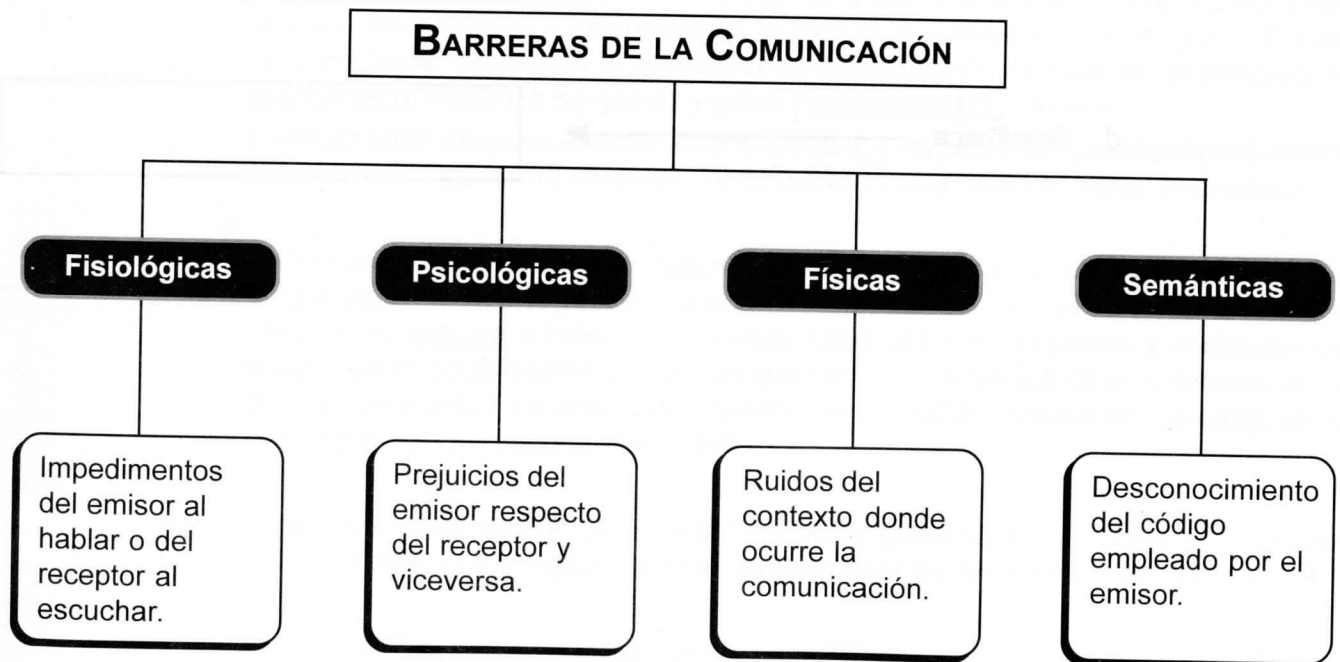 BARRERAS DE LA COMUNICACIÓN
Fisiológicas
Psicológicas
Físicas
Semánticas
Impedimentos
del emisor al
hablar o del
receptor al
escuchar.
Prejuicios del
emisor respecto
del receptor y
viceversa.
Ruidos del
contexto donde
ocurre la
comunicación.
Desconocimiento
del código
empleado por el
emisor.